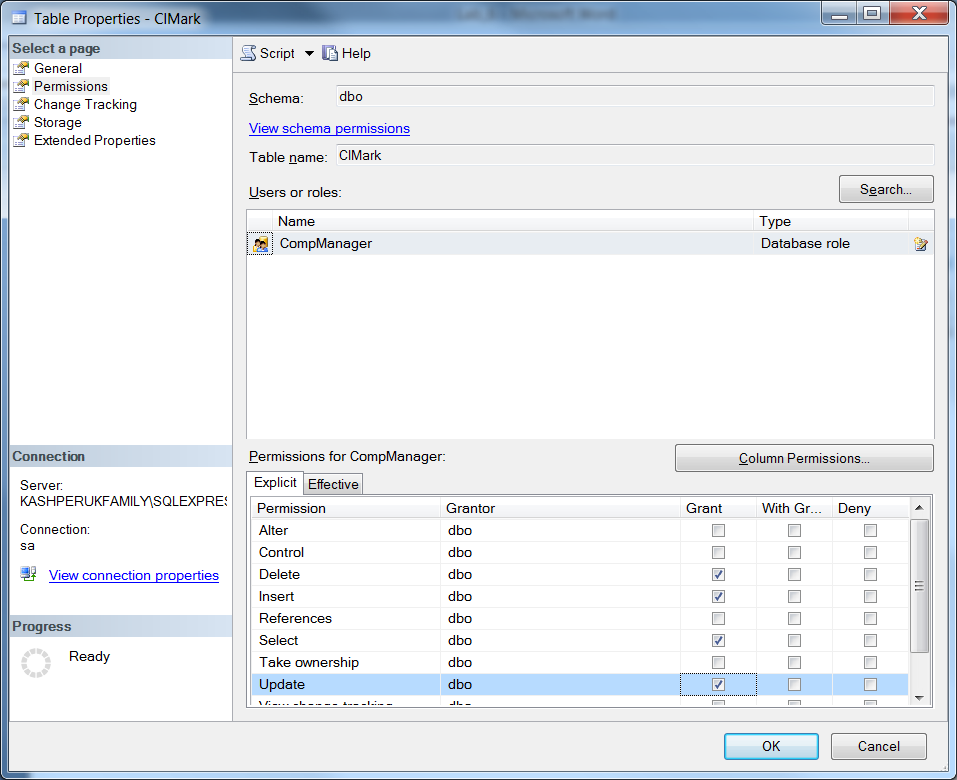 Table Properties - ClMark
Select a page
General
Permissions
Change Tracking
Storage
Extended Properties
Connection
Server:
KASHPERUKFAMILY\SQLEXPRES
Connection:
sa
View connection properties
Progress
Ready
Script Help
Schema: dbo
View schema permissions
Table name: ClMark
Users or roles:
Search...
Name Type
CompManager Database role
Permissions for CompManager:
Column Permissions...
Explicit Effective
Permission Grantor Grant With Gr... Deny
Alter dbo
Control dbo
Delete dbo
Insert dbo
References dbo
Select dbo
Take ownership dbo
Update dbo
View change tracking dbo
OK Cancel